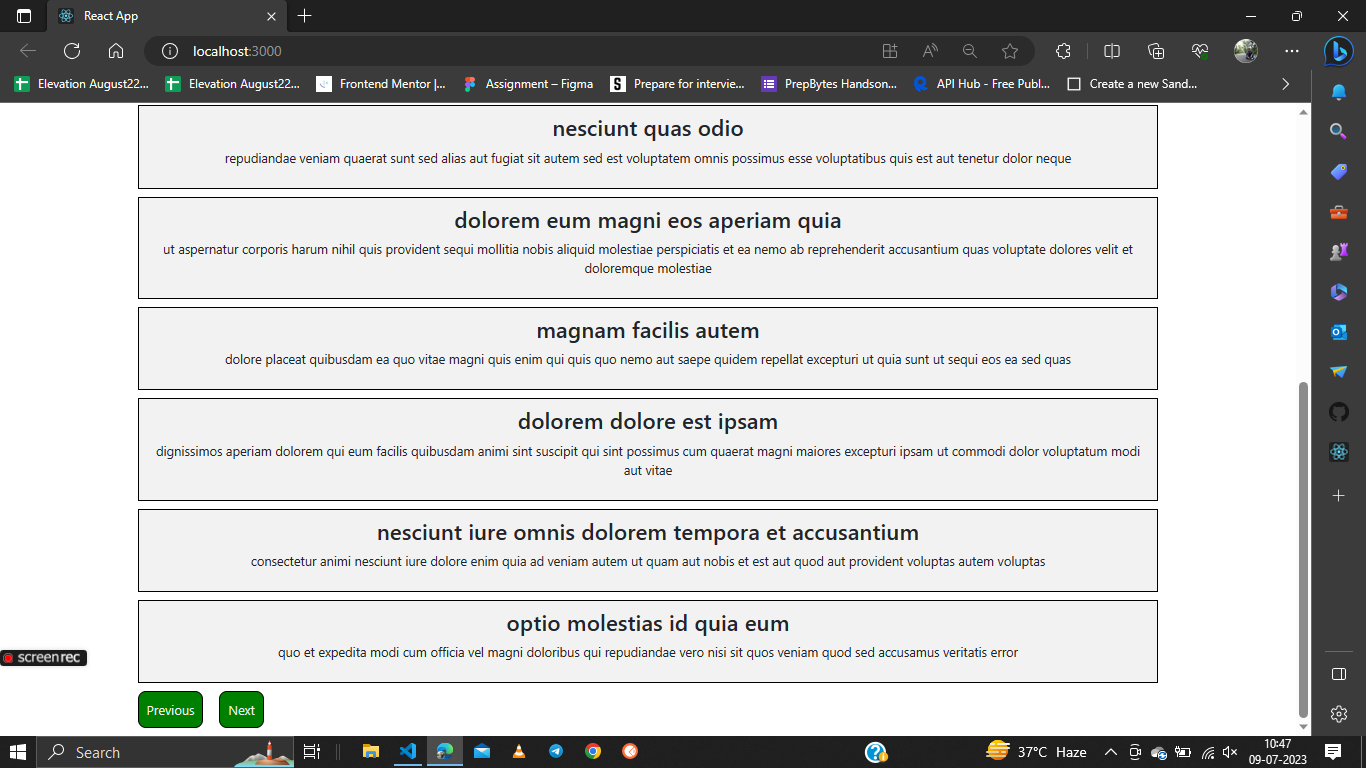 React App
localhost:3000
Elevation August22...
Elevation August22...
Frontend Mentor |...
Assignment – Figma
Prepare for intervie...
PrepBytes Handson...
API Hub - Free Publ...
Create a new Sand...
nesciunt quas odio
repudiandae veniam quaerat sunt sed alias aut fugiat sit autem sed est voluptatem omnis possimus esse voluptatibus quis est aut tenetur dolor neque
dolorem eum magni eos aperiam quia
ut aspernatur corporis harum nihil quis provident sequi mollitia nobis aliquid molestiae perspiciatis et ea nemo ab reprehenderit accusantium quas voluptate dolores velit et
doloremque molestiae
magnam facilis autem
dolore placeat quibusdam ea quo vitae magni quis enim qui quis quo nemo aut saepe quidem repellat excepturi ut quia sunt ut sequi eos ea sed quas
dolorem dolore est ipsam
dignissimos aperiam dolorem qui eum facilis quibusdam animi sint suscipit qui sint possimus cum quaerat magni maiores excepturi ipsam ut commodi dolor voluptatum modi
aut vitae
nesciunt iure omnis dolorem tempora et accusantium
consectetur animi nesciunt iure dolore enim quia ad veniam autem ut quam aut nobis et est aut quod aut provident voluptas autem voluptas
optio molestias id quia eum
quo et expedita modi cum officia vel magni doloribus qui repudiandae vero nisi sit quos veniam quod sed accusamus veritatis error
screenrec
Previous
Next
Search
37°C Haze
10:47
09-07-2023